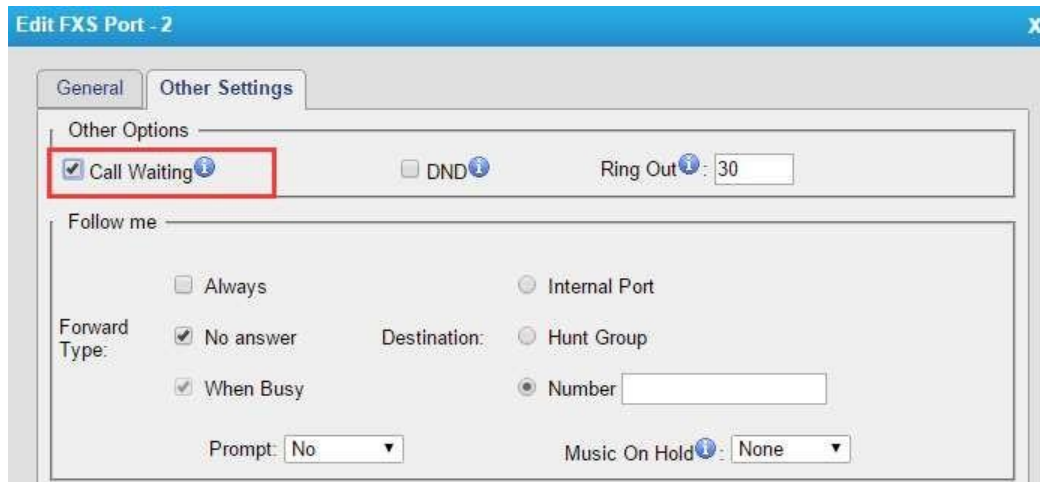 Edit FXS Port - 2 X
General Other Settings
Other Options
Call Waiting DND Ring Out : 30
Follow me
Always Internal Port
Forward Type: No answer Destination: Hunt Group
When Busy Number
Prompt: No Music On Hold : None